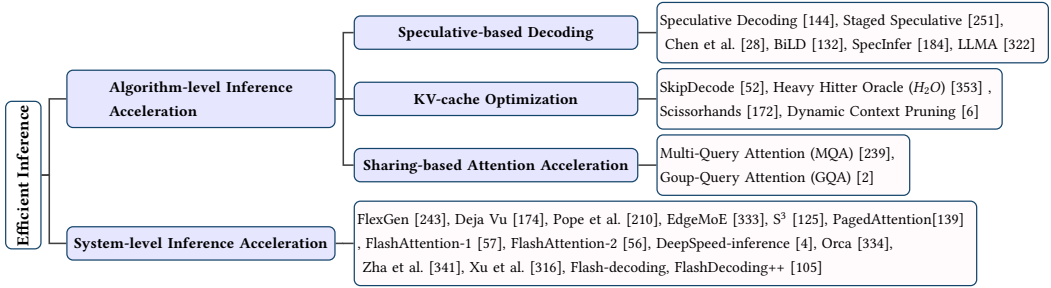 Efficient Inference
Algorithm-level Inference
Acceleration
Speculative-based Decoding
Speculative Decoding [144], Staged Speculative [251],
Chen et al. [28], BiLD [132], SpecInfer [184], LLMA [322]
KV-cache Optimization
SkipDecode [52], Heavy Hitter Oracle (H2O) [353] ,
Scissorhands [172], Dynamic Context Pruning [6]
Sharing-based Attention Acceleration
Multi-Query Attention (MQA) [239],
Goup-Query Attention (GQA) [2]
System-level Inference Acceleration
FlexGen [243], Deja Vu [174], Pope et al. [210], EdgeMoE [333], S³ [125], PagedAttention[139]
, FlashAttention-1 [57], FlashAttention-2 [56], DeepSpeed-inference [4], Orca [334],
Zha et al. [341], Xu et al. [316], Flash-decoding, FlashDecoding++ [105]